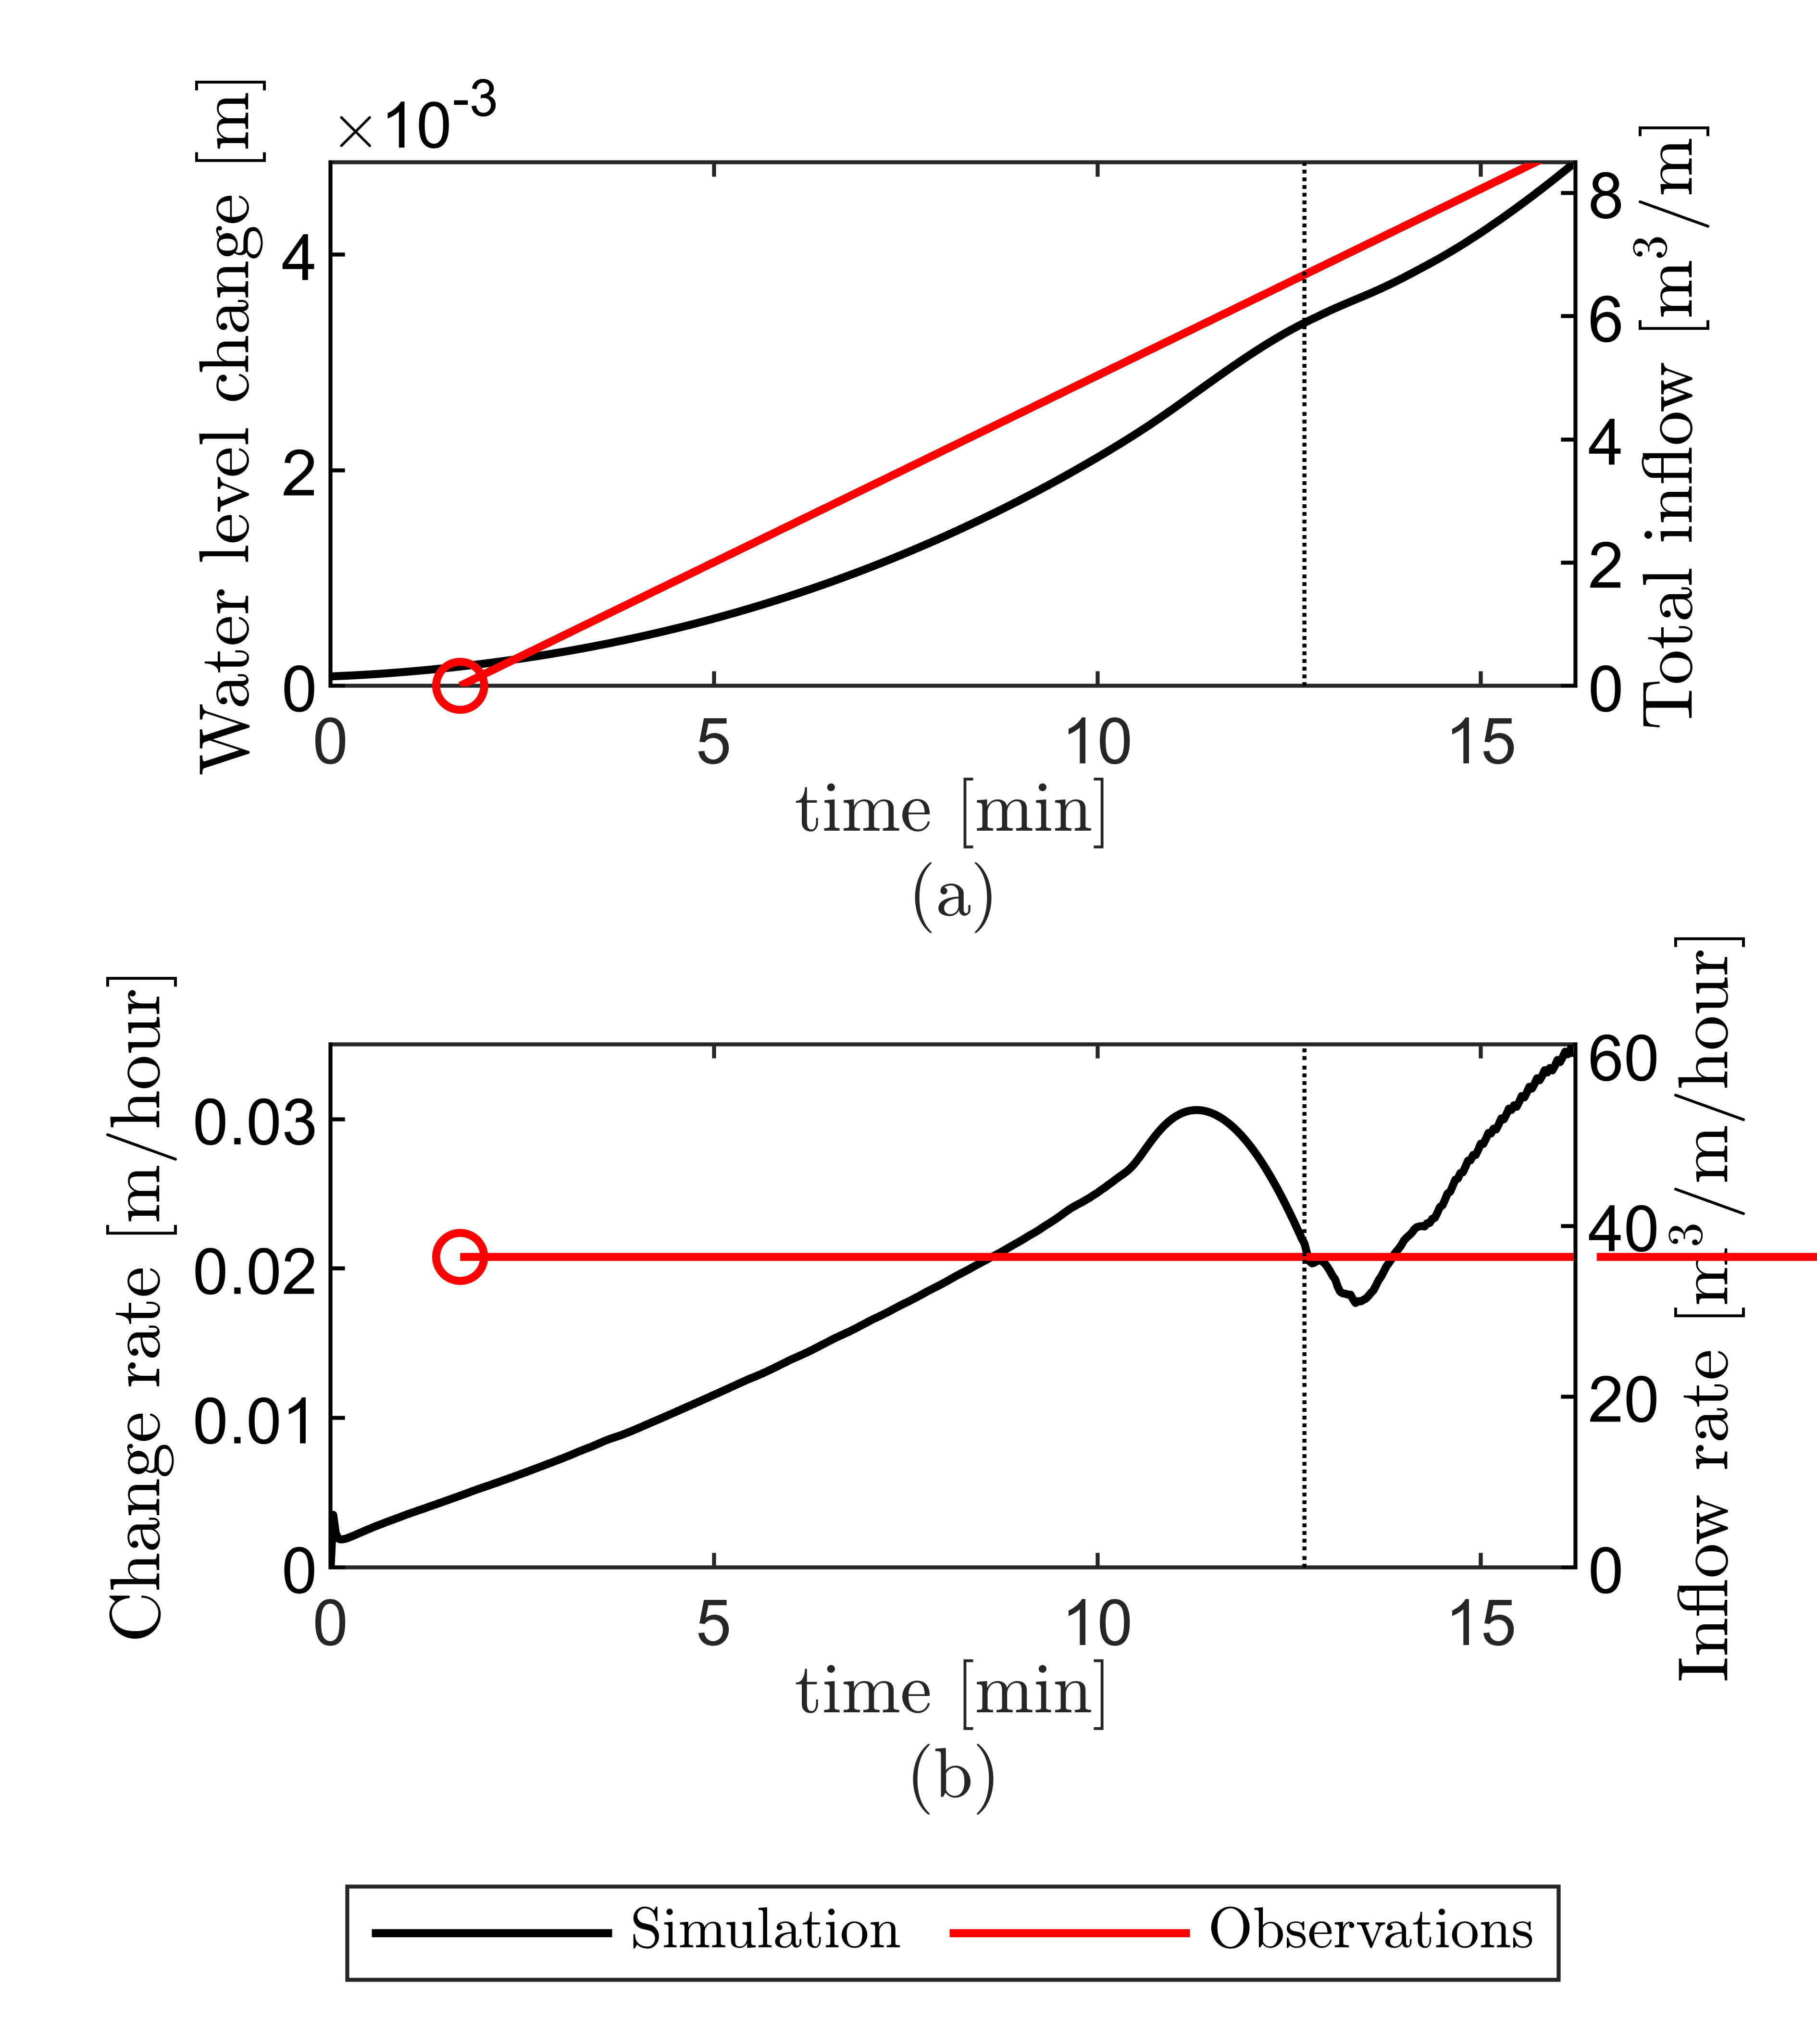 ×10-3
Water level change [m]
4
2
0
8
6
4
2
0
Total inflow [m3/m]
0 5 10 15
time [min]
(a)
Change rate [m/hour]
0.03
0.02
0.01
0
60
40
20
0
Inflow rate [m3/m/hour]
0 5 10 15
time [min]
(b)
Simulation Observations